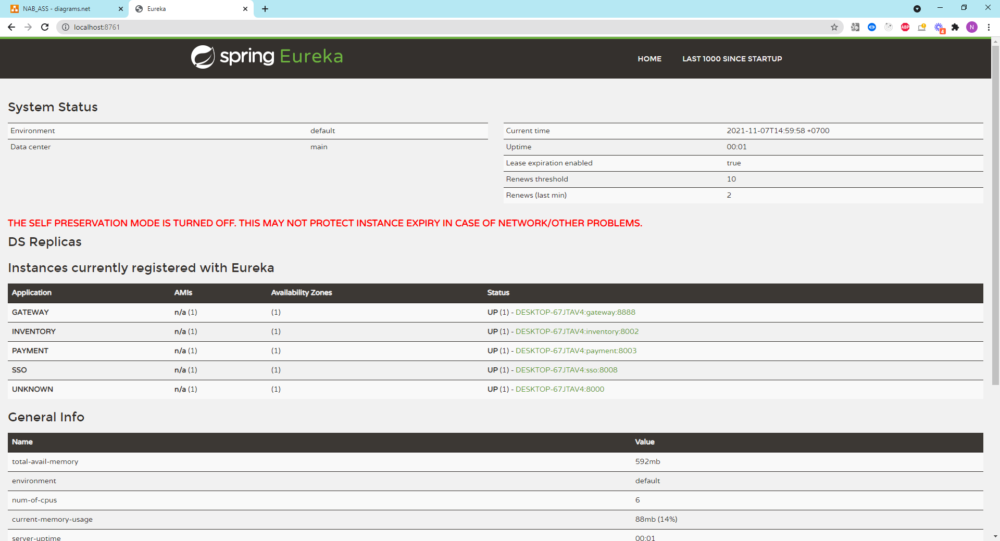 NAB_ASS - diagrams.net
Eureka
localhost:8761
ABP
4
N
spring Eureka
HOME
LAST 1000 SINCE STARTUP
System Status
Environment default
Data center main
Current time 2021-11-07T14:59:58 +0700
Uptime 00:01
Lease expiration enabled true
Renews threshold 10
Renews (last min) 2
THE SELF PRESERVATION MODE IS TURNED OFF. THIS MAY NOT PROTECT INSTANCE EXPIRY IN CASE OF NETWORK/OTHER PROBLEMS.
DS Replicas
Instances currently registered with Eureka
Application AMIs Availability Zones Status
GATEWAY n/a (1) (1) UP (1) - DESKTOP-67JTAV4:gateway:8888
INVENTORY n/a (1) (1) UP (1) - DESKTOP-67JTAV4:inventory:8002
PAYMENT n/a (1) (1) UP (1) - DESKTOP-67JTAV4:payment:8003
SSO n/a (1) (1) UP (1) - DESKTOP-67JTAV4:sso:8008
UNKNOWN n/a (1) (1) UP (1) - DESKTOP-67JTAV4:8000
General Info
Name Value
total-avail-memory 592mb
environment default
num-of-cpus 6
current-memory-usage 88mb (14%)
server-uptime 00:01